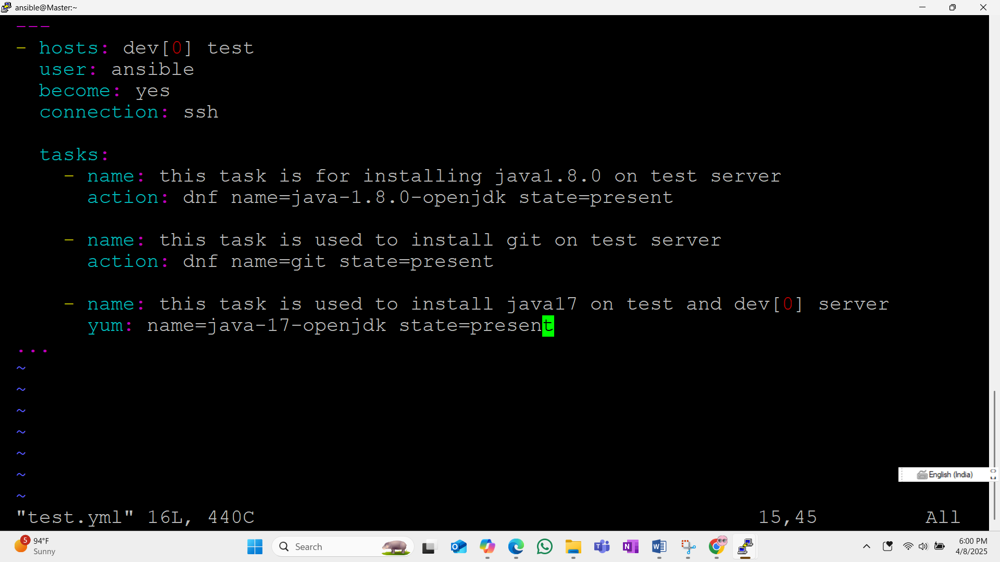 ansible@Master:~
---
- hosts: dev[0] test
  user: ansible
  become: yes
  connection: ssh

  tasks:
    - name: this task is for installing java1.8.0 on test server
      action: dnf name=java-1.8.0-openjdk state=present

    - name: this task is used to install git on test server
      action: dnf name=git state=present

    - name: this task is used to install java17 on test and dev[0] server
      yum: name=java-17-openjdk state=present
...
~
~
~
~
~
~
~
English (India)
"test.yml" 16L, 440C 15,45 All
5
94°F
Sunny
Search
6:00 PM
4/8/2025